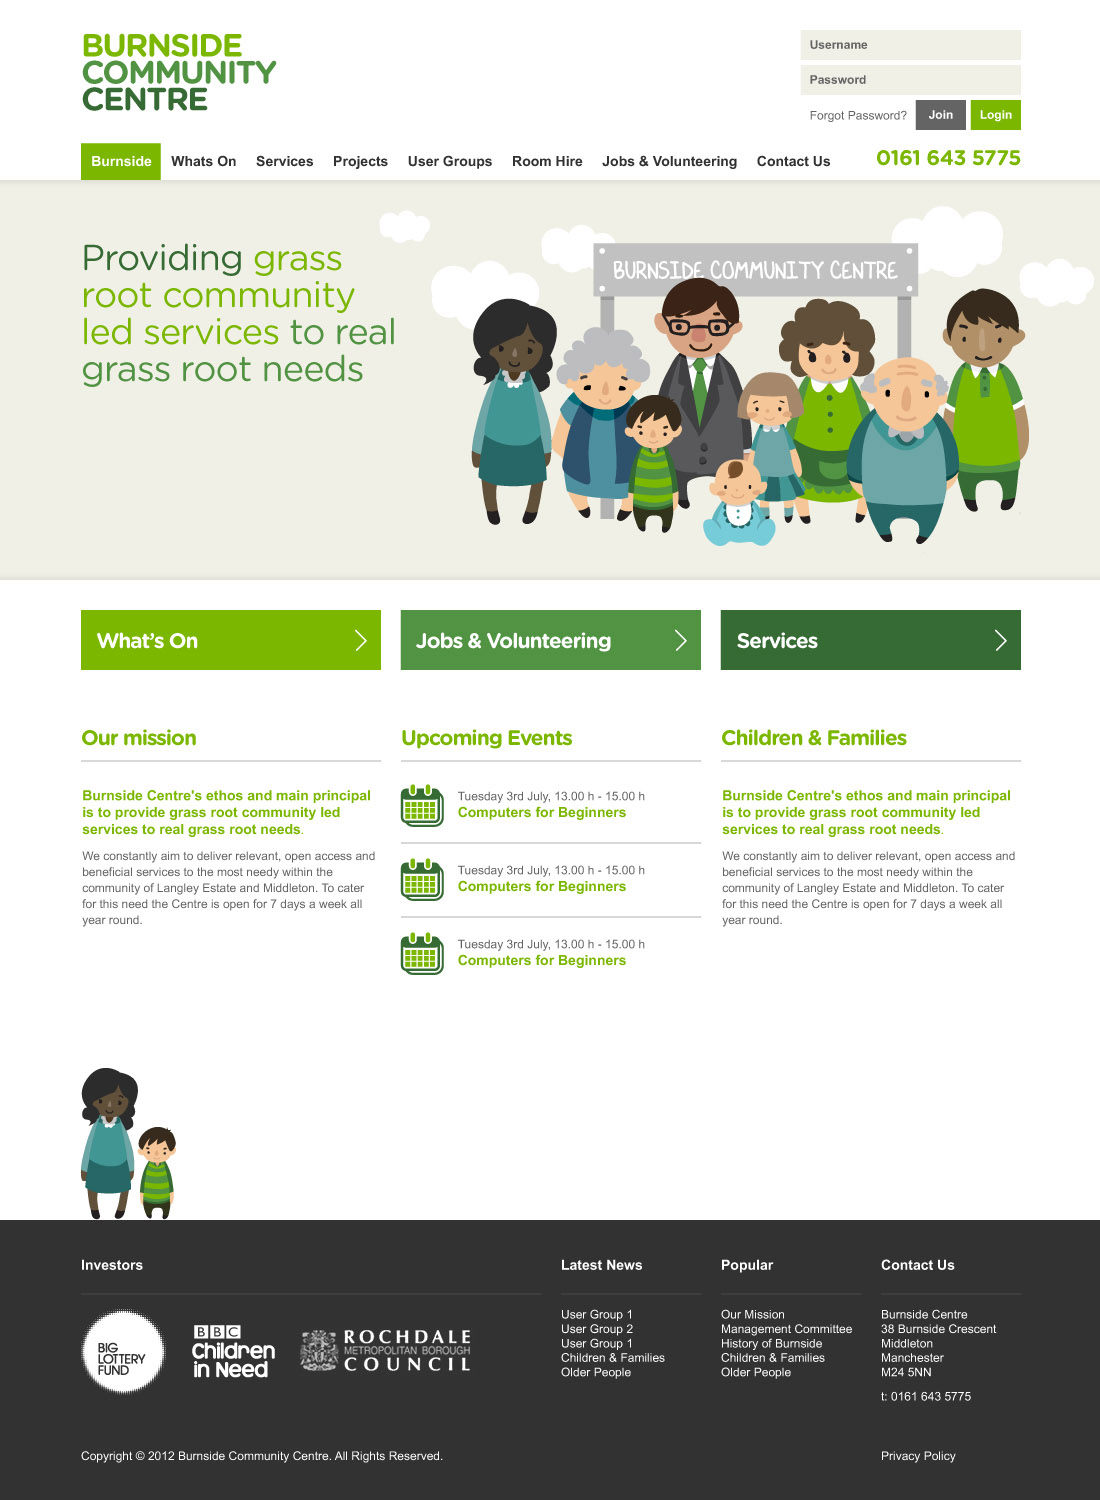 BURNSIDE
COMMUNITY
CENTRE
Username
Password
Forgot Password?
Join
Login
Burnside
Whats On
Services
Projects
User Groups
Room Hire
Jobs & Volunteering
Contact Us
0161 643 5775
Providing grass
root community
led services to real
grass root needs
BURNSIDE COMMUNITY CENTRE
What's On
Jobs & Volunteering
Services
Our mission
Burnside Centre's ethos and main principal
is to provide grass root community led
services to real grass root needs.
We constantly aim to deliver relevant, open access and
beneficial services to the most needy within the
community of Langley Estate and Middleton. To cater
for this need the Centre is open for 7 days a week all
year round.
Upcoming Events
Tuesday 3rd July, 13.00 h - 15.00 h
Computers for Beginners
Tuesday 3rd July, 13.00 h - 15.00 h
Computers for Beginners
Tuesday 3rd July, 13.00 h - 15.00 h
Computers for Beginners
Children & Families
Burnside Centre's ethos and main principal
is to provide grass root community led
services to real grass root needs.
We constantly aim to deliver relevant, open access and
beneficial services to the most needy within the
community of Langley Estate and Middleton. To cater
for this need the Centre is open for 7 days a week all
year round.
Investors
BIG
LOTTERY
FUND
BBC
Children
in Need
ROCHDALE
METROPOLITAN BOROUGH
COUNCIL
Latest News
User Group 1
User Group 2
User Group 1
Children & Families
Older People
Popular
Our Mission
Management Committee
History of Burnside
Children & Families
Older People
Contact Us
Burnside Centre
38 Burnside Crescent
Middleton
Manchester
M24 5NN
t: 0161 643 5775
Copyright © 2012 Burnside Community Centre. All Rights Reserved.
Privacy Policy